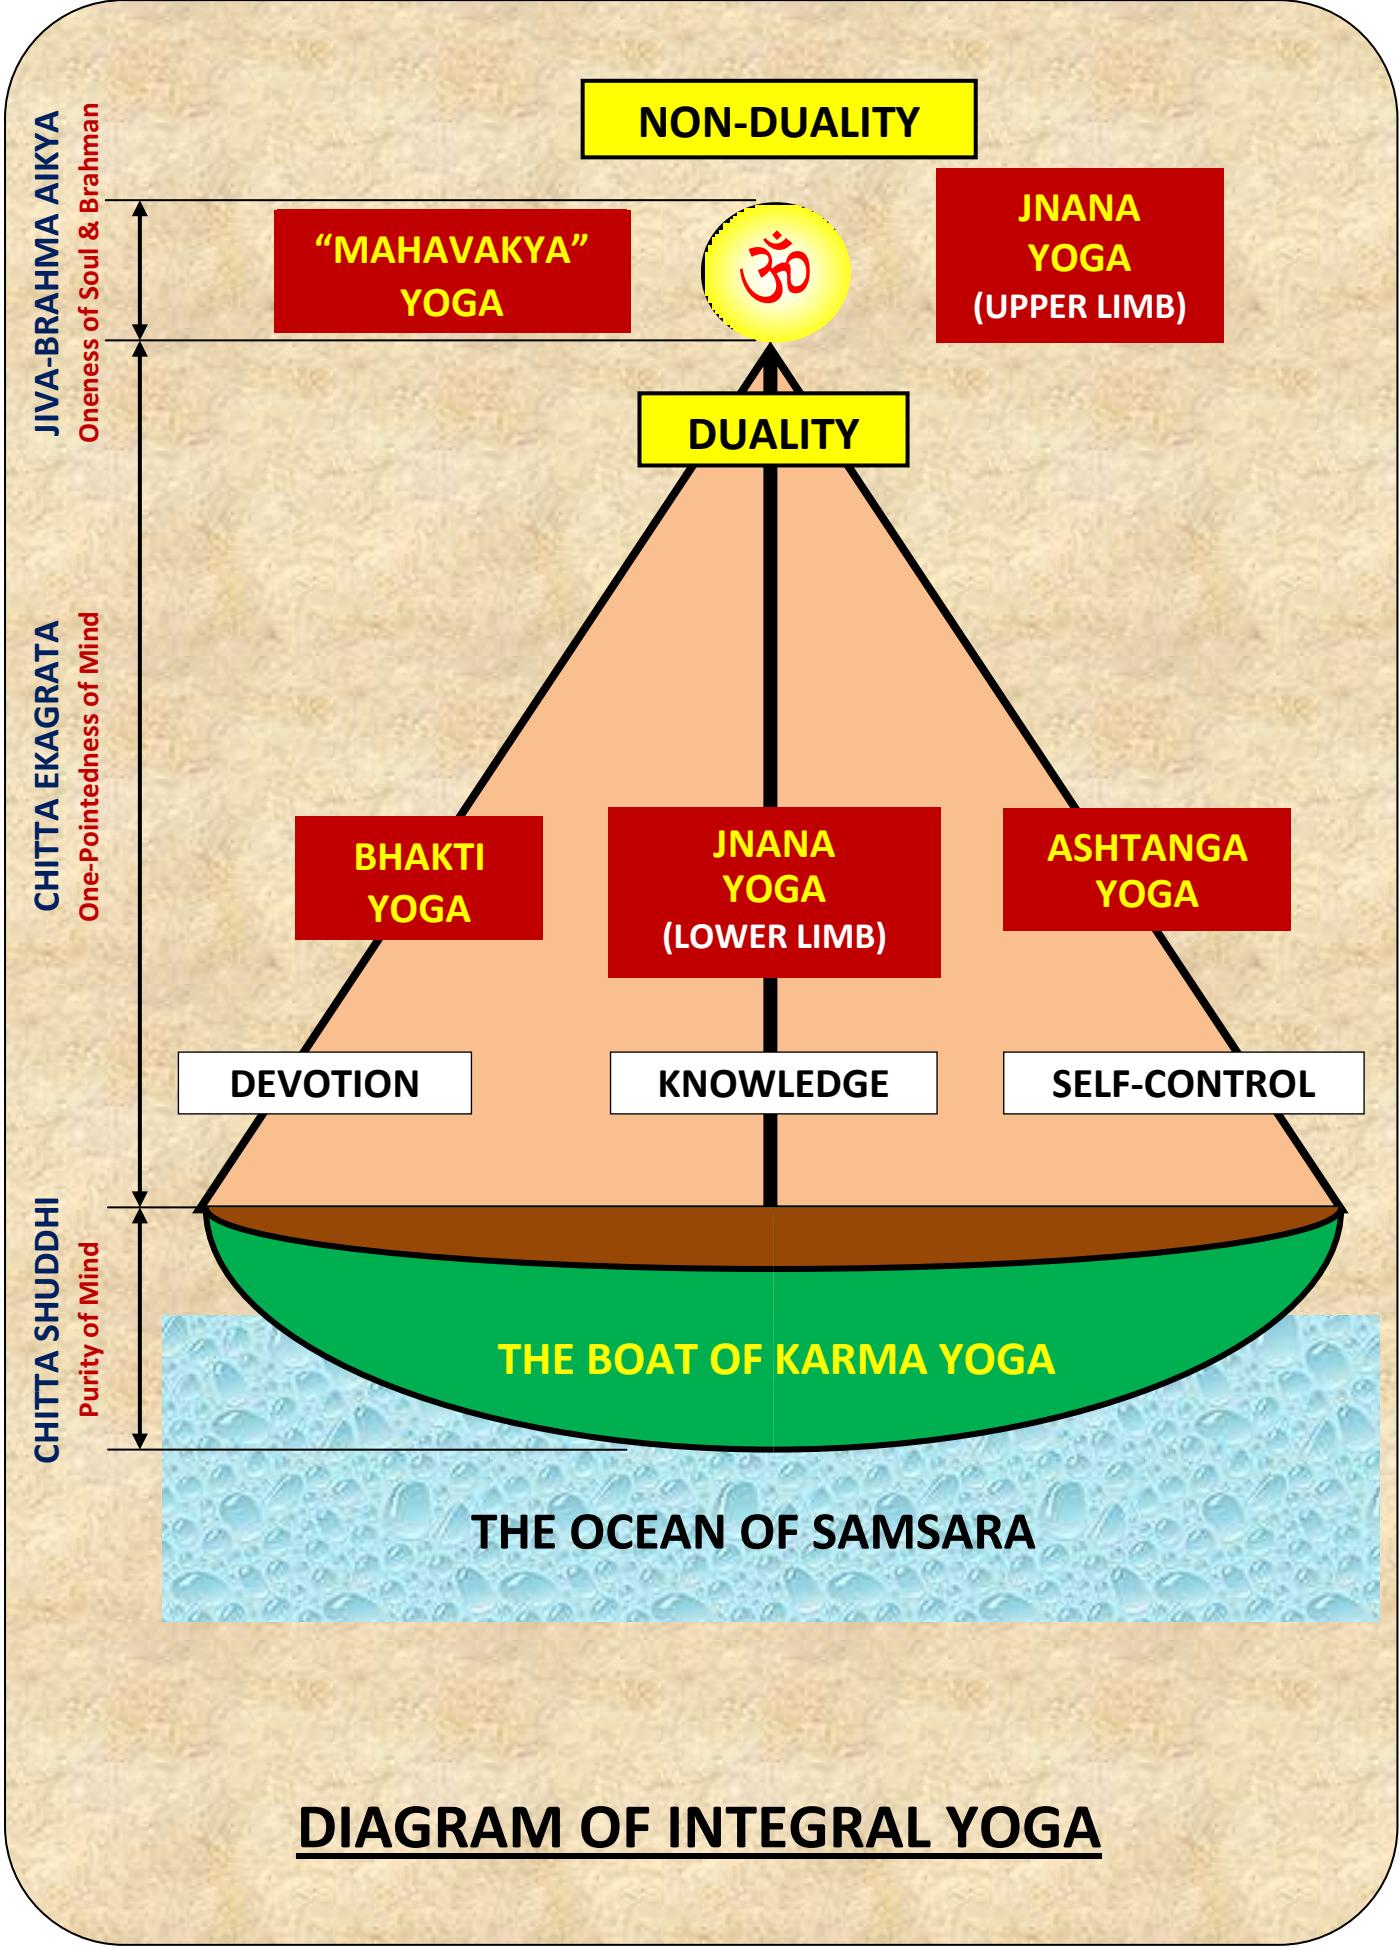 NON-DUALITY
JIVA-BRAHMA AIKYA
Oneness of Soul & Brahman
“MAHAVAKYA”
YOGA
ॐ
JNANA
YOGA
(UPPER LIMB)
DUALITY
CHITTA EKAGRATA
One-Pointedness of Mind
BHAKTI
YOGA
JNANA
YOGA
(LOWER LIMB)
ASHTANGA
YOGA
DEVOTION
KNOWLEDGE
SELF-CONTROL
CHITTA SHUDDHI
Purity of Mind
THE BOAT OF KARMA YOGA
THE OCEAN OF SAMSARA
DIAGRAM OF INTEGRAL YOGA